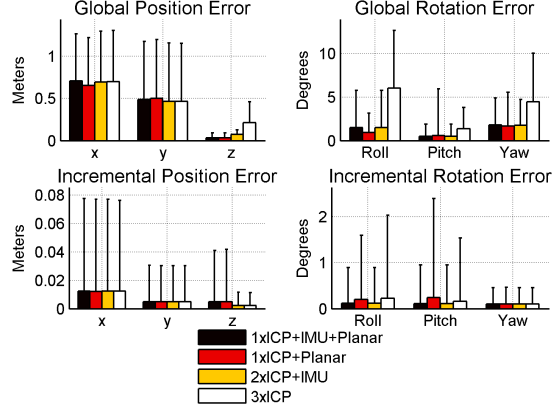 Global Position Error
Meters
1
0.5
0
x y z
Global Rotation Error
Degrees
10
5
0
Roll Pitch Yaw
Incremental Position Error
Meters
0.08
0.06
0.04
0.02
0
x y z
Incremental Rotation Error
Degrees
2
1
0
Roll Pitch Yaw
1xICP+IMU+Planar
1xICP+Planar
2xICP+IMU
3xICP